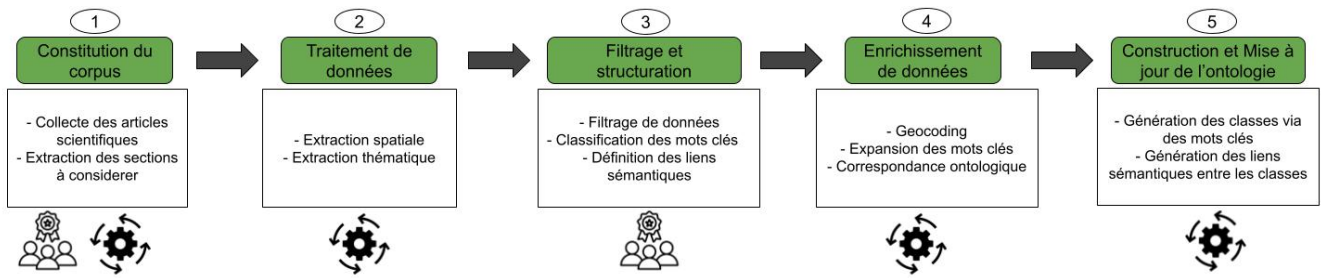 1
Constitution du
corpus
- Collecte des articles
scientifiques
- Extraction des sections
à considerer
2
Traitement de
données
- Extraction spatiale
- Extraction thématique
3
Filtrage et
structuration
- Filtrage de données
- Classification des mots clés
- Définition des liens
sémantiques
4
Enrichissement
de données
- Geocoding
- Expansion des mots clés
- Correspondance ontologique
5
Construction et Mise à
jour de l'ontologie
- Génération des classes via
des mots clés
- Génération des liens
sémantiques entre les classes